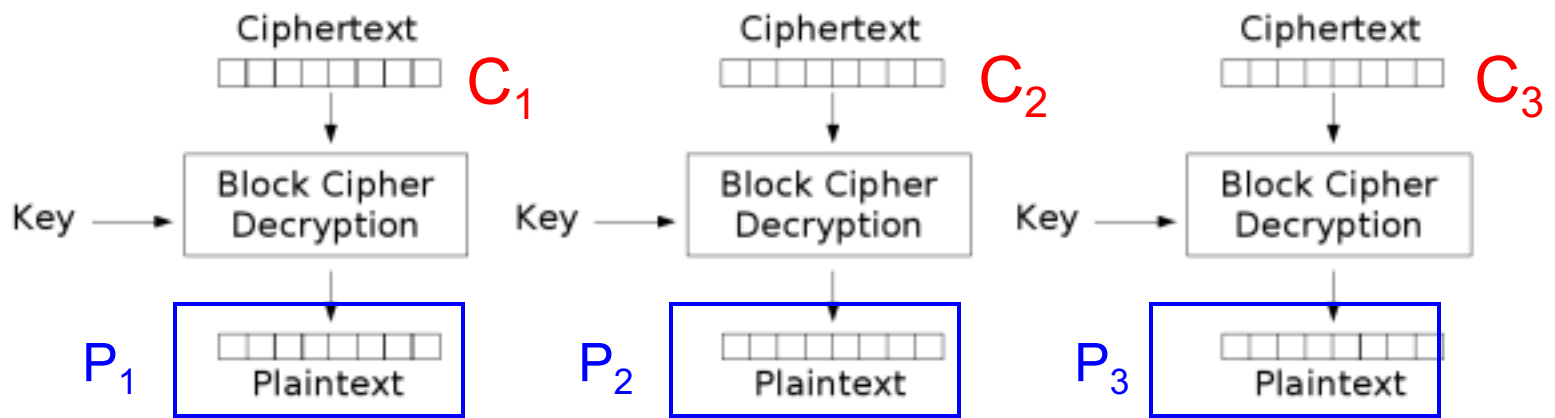 Ciphertext Ciphertext Ciphertext
C1 C2 C3
Block Cipher Block Cipher Block Cipher
Key Decryption Key Decryption Key Decryption
P1 P2 P3
Plaintext Plaintext Plaintext